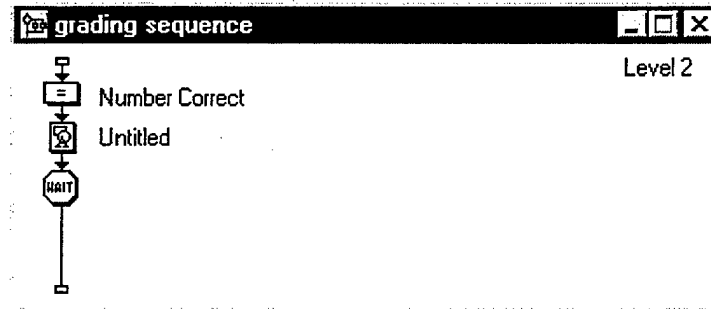 grading sequence
Level 2
=
Number Correct
Untitled
WAIT